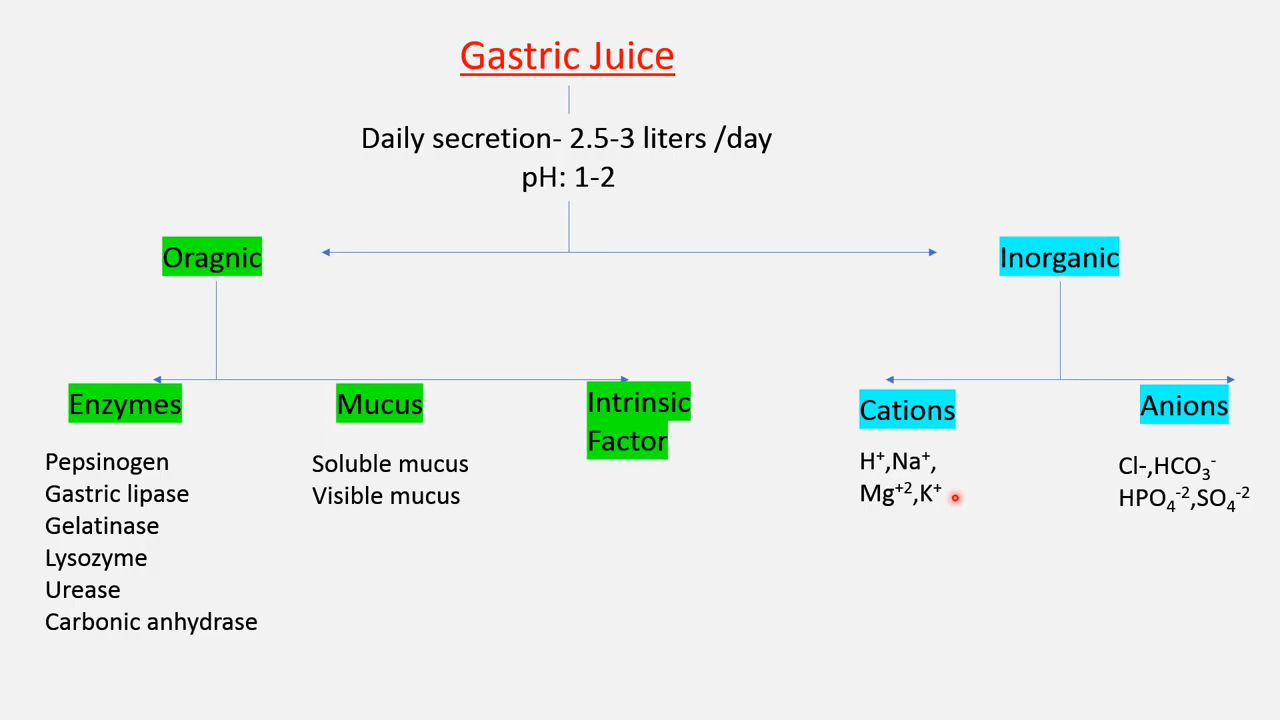 Gastric Juice
Daily secretion- 2.5-3 liters /day
pH: 1-2
Oragnic
Inorganic
Enzymes
Mucus
Intrinsic
Factor
Cations
Anions
Pepsinogen
Gastric lipase
Gelatinase
Lysozyme
Urease
Carbonic anhydrase
Soluble mucus
Visible mucus
H⁺,Na⁺,
Mg⁺²,K⁺
Cl-,HCO₃⁻
HPO₄⁻²,SO₄⁻²